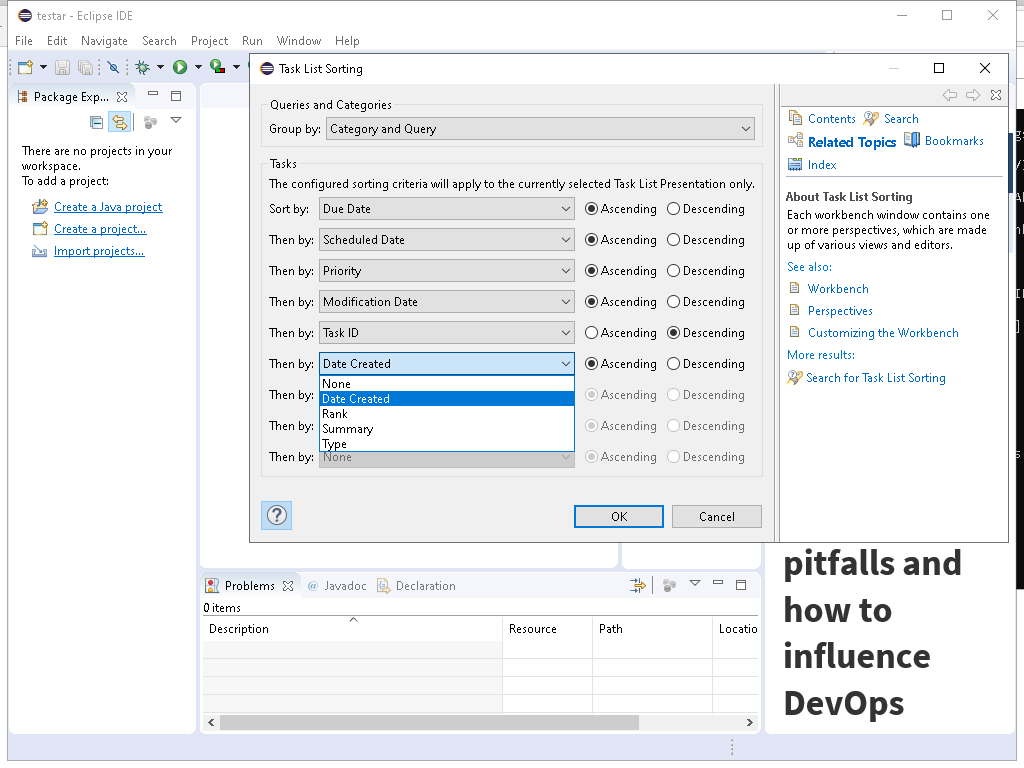 testar - Eclipse IDE
File Edit Navigate Search Project Run Window Help
Package Exp...
There are no projects in your
workspace.
To add a project:
Create a Java project
Create a project...
Import projects...
Task List Sorting
Queries and Categories
Group by: Category and Query
Tasks
The configured sorting criteria will apply to the currently selected Task List Presentation only.
Sort by: Due Date Ascending Descending
Then by: Scheduled Date Ascending Descending
Then by: Priority Ascending Descending
Then by: Modification Date Ascending Descending
Then by: Task ID Ascending Descending
Then by: Date Created Ascending Descending
None
Date Created
Then by: Ascending Descending
Rank
Then by: Summary Ascending Descending
Type
Then by: None Ascending Descending
OK Cancel
Contents Search
Related Topics Bookmarks
Index
About Task List Sorting
Each workbench window contains one
or more perspectives, which are made
up of various views and editors.
See also:
Workbench
Perspectives
Customizing the Workbench
More results:
Search for Task List Sorting
Problems Javadoc Declaration
0 items
Description Resource Path Locatio
pitfalls and
how to
influence
DevOps